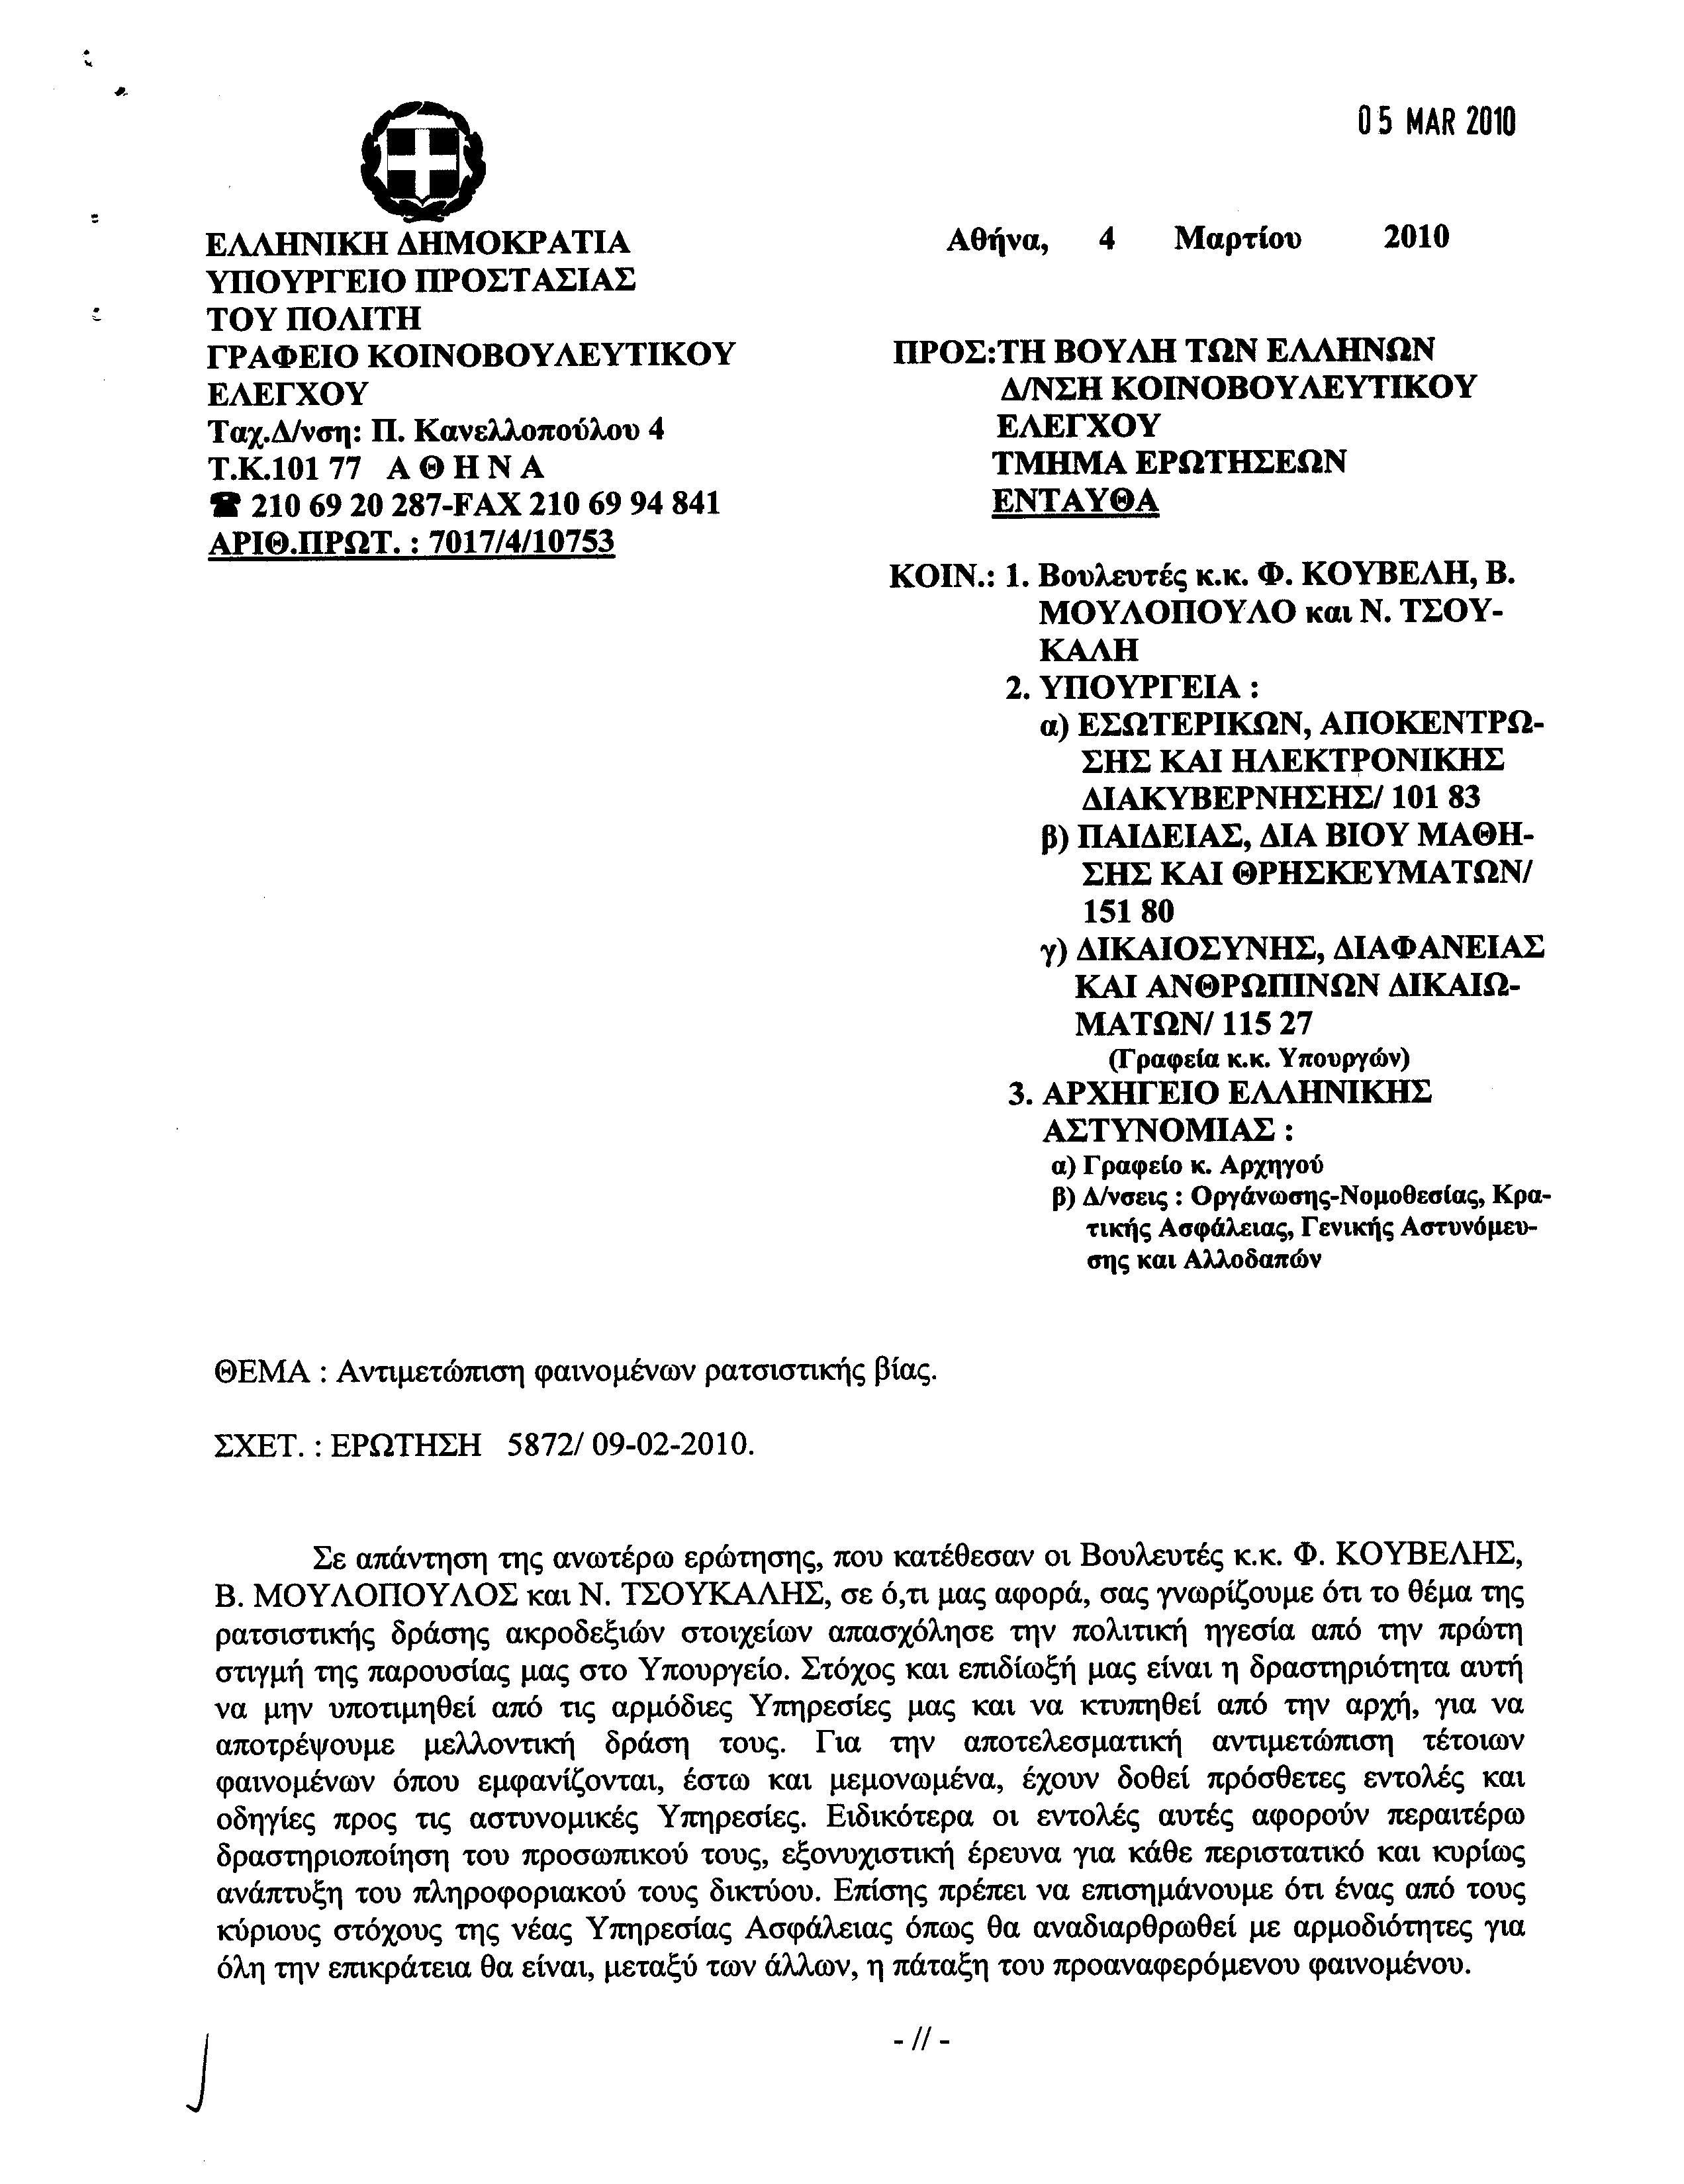 05 MAR 2010
ΕΛΛΗΝΙΚΗ ΔΗΜΟΚΡΑΤΙΑ
ΥΠΟΥΡΓΕΙΟ ΠΡΟΣΤΑΣΙΑΣ
ΤΟΥ ΠΟΛΙΤΗ
ΓΡΑΦΕΙΟ ΚΟΙΝΟΒΟΥΛΕΥΤΙΚΟΥ
ΕΛΕΓΧΟΥ
Ταχ.Δ/νση: Π. Κανελλοπούλου 4
Τ.Κ.101 77 Α Θ Η Ν Α
☎ 210 69 20 287-FAX 210 69 94 841
ΑΡΙΘ.ΠΡΩΤ. : 7017/4/10753
Αθήνα, 4 Μαρτίου 2010
ΠΡΟΣ:ΤΗ ΒΟΥΛΗ ΤΩΝ ΕΛΛΗΝΩΝ
Δ/ΝΣΗ ΚΟΙΝΟΒΟΥΛΕΥΤΙΚΟΥ
ΕΛΕΓΧΟΥ
ΤΜΗΜΑ ΕΡΩΤΗΣΕΩΝ
ΕΝΤΑΥΘΑ
ΚΟΙΝ.: 1. Βουλευτές κ.κ. Φ. ΚΟΥΒΕΛΗ, Β.
ΜΟΥΛΟΠΟΥΛΟ και Ν. ΤΣΟΥ-
ΚΑΛΗ
2. ΥΠΟΥΡΓΕΙΑ :
α) ΕΣΩΤΕΡΙΚΩΝ, ΑΠΟΚΕΝΤΡΩ-
ΣΗΣ ΚΑΙ ΗΛΕΚΤΡΟΝΙΚΗΣ
ΔΙΑΚΥΒΕΡΝΗΣΗΣ/ 101 83
β) ΠΑΙΔΕΙΑΣ, ΔΙΑ ΒΙΟΥ ΜΑΘΗ-
ΣΗΣ ΚΑΙ ΘΡΗΣΚΕΥΜΑΤΩΝ/
151 80
γ) ΔΙΚΑΙΟΣΥΝΗΣ, ΔΙΑΦΑΝΕΙΑΣ
ΚΑΙ ΑΝΘΡΩΠΙΝΩΝ ΔΙΚΑΙΩ-
ΜΑΤΩΝ/ 115 27
(Γραφεία κ.κ. Υπουργών)
3. ΑΡΧΗΓΕΙΟ ΕΛΛΗΝΙΚΗΣ
ΑΣΤΥΝΟΜΙΑΣ :
α) Γραφείο κ. Αρχηγού
β) Δ/νσεις : Οργάνωσης-Νομοθεσίας, Κρα-
τικής Ασφάλειας, Γενικής Αστυνόμευ-
σης και Αλλοδαπών
ΘΕΜΑ : Αντιμετώπιση φαινομένων ρατσιστικής βίας.
ΣΧΕΤ. : ΕΡΩΤΗΣΗ 5872/ 09-02-2010.
Σε απάντηση της ανωτέρω ερώτησης, που κατέθεσαν οι Βουλευτές κ.κ. Φ. ΚΟΥΒΕΛΗΣ,
Β. ΜΟΥΛΟΠΟΥΛΟΣ και Ν. ΤΣΟΥΚΑΛΗΣ, σε ό,τι μας αφορά, σας γνωρίζουμε ότι το θέμα της
ρατσιστικής δράσης ακροδεξιών στοιχείων απασχόλησε την πολιτική ηγεσία από την πρώτη
στιγμή της παρουσίας μας στο Υπουργείο. Στόχος και επιδίωξή μας είναι η δραστηριότητα αυτή
να μην υποτιμηθεί από τις αρμόδιες Υπηρεσίες μας και να κτυπηθεί από την αρχή, για να
αποτρέψουμε μελλοντική δράση τους. Για την αποτελεσματική αντιμετώπιση τέτοιων
φαινομένων όπου εμφανίζονται, έστω και μεμονωμένα, έχουν δοθεί πρόσθετες εντολές και
οδηγίες προς τις αστυνομικές Υπηρεσίες. Ειδικότερα οι εντολές αυτές αφορούν περαιτέρω
δραστηριοποίηση του προσωπικού τους, εξονυχιστική έρευνα για κάθε περιστατικό και κυρίως
ανάπτυξη του πληροφοριακού τους δικτύου. Επίσης πρέπει να επισημάνουμε ότι ένας από τους
κύριους στόχους της νέας Υπηρεσίας Ασφάλειας όπως θα αναδιαρθρωθεί με αρμοδιότητες για
όλη την επικράτεια θα είναι, μεταξύ των άλλων, η πάταξη του προαναφερόμενου φαινομένου.
- // -